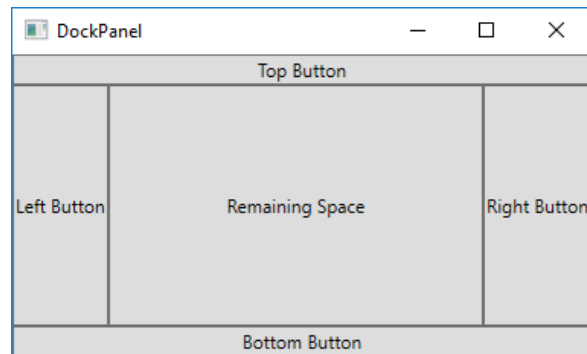 DockPanel
Top Button
Left Button
Remaining Space
Right Button
Bottom Button